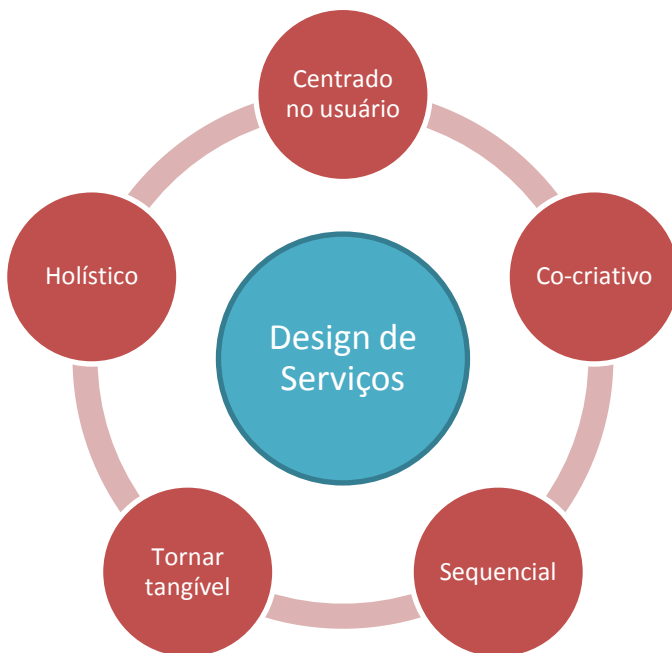 Centrado
no usuário
Holístico
Co-criativo
Design de
Serviços
Tornar
tangível
Sequencial